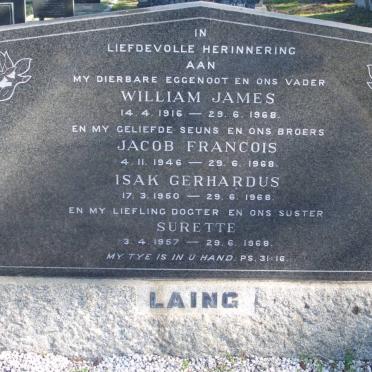 IN
LIEFDEVOLLE HERINNERING
AAN
MY DIERBARE EGGENOOT EN ONS VADER
WILLIAM JAMES
14. 4. 1916 — 29. 6. 1968.
EN MY GELIEFDE SEUNS EN ONS BROERS
JACOB FRANCOIS
4. 11. 1946 — 29. 6. 1968.
ISAK GERHARDUS
17. 3. 1950 — 29. 6. 1968
EN MY LIEFLING DOGTER EN ONS SUSTER
SURETTE
3. 4. 1957 — 29. 6. 1968.
MY TYE IS IN U HAND. PS. 31:16
LAING